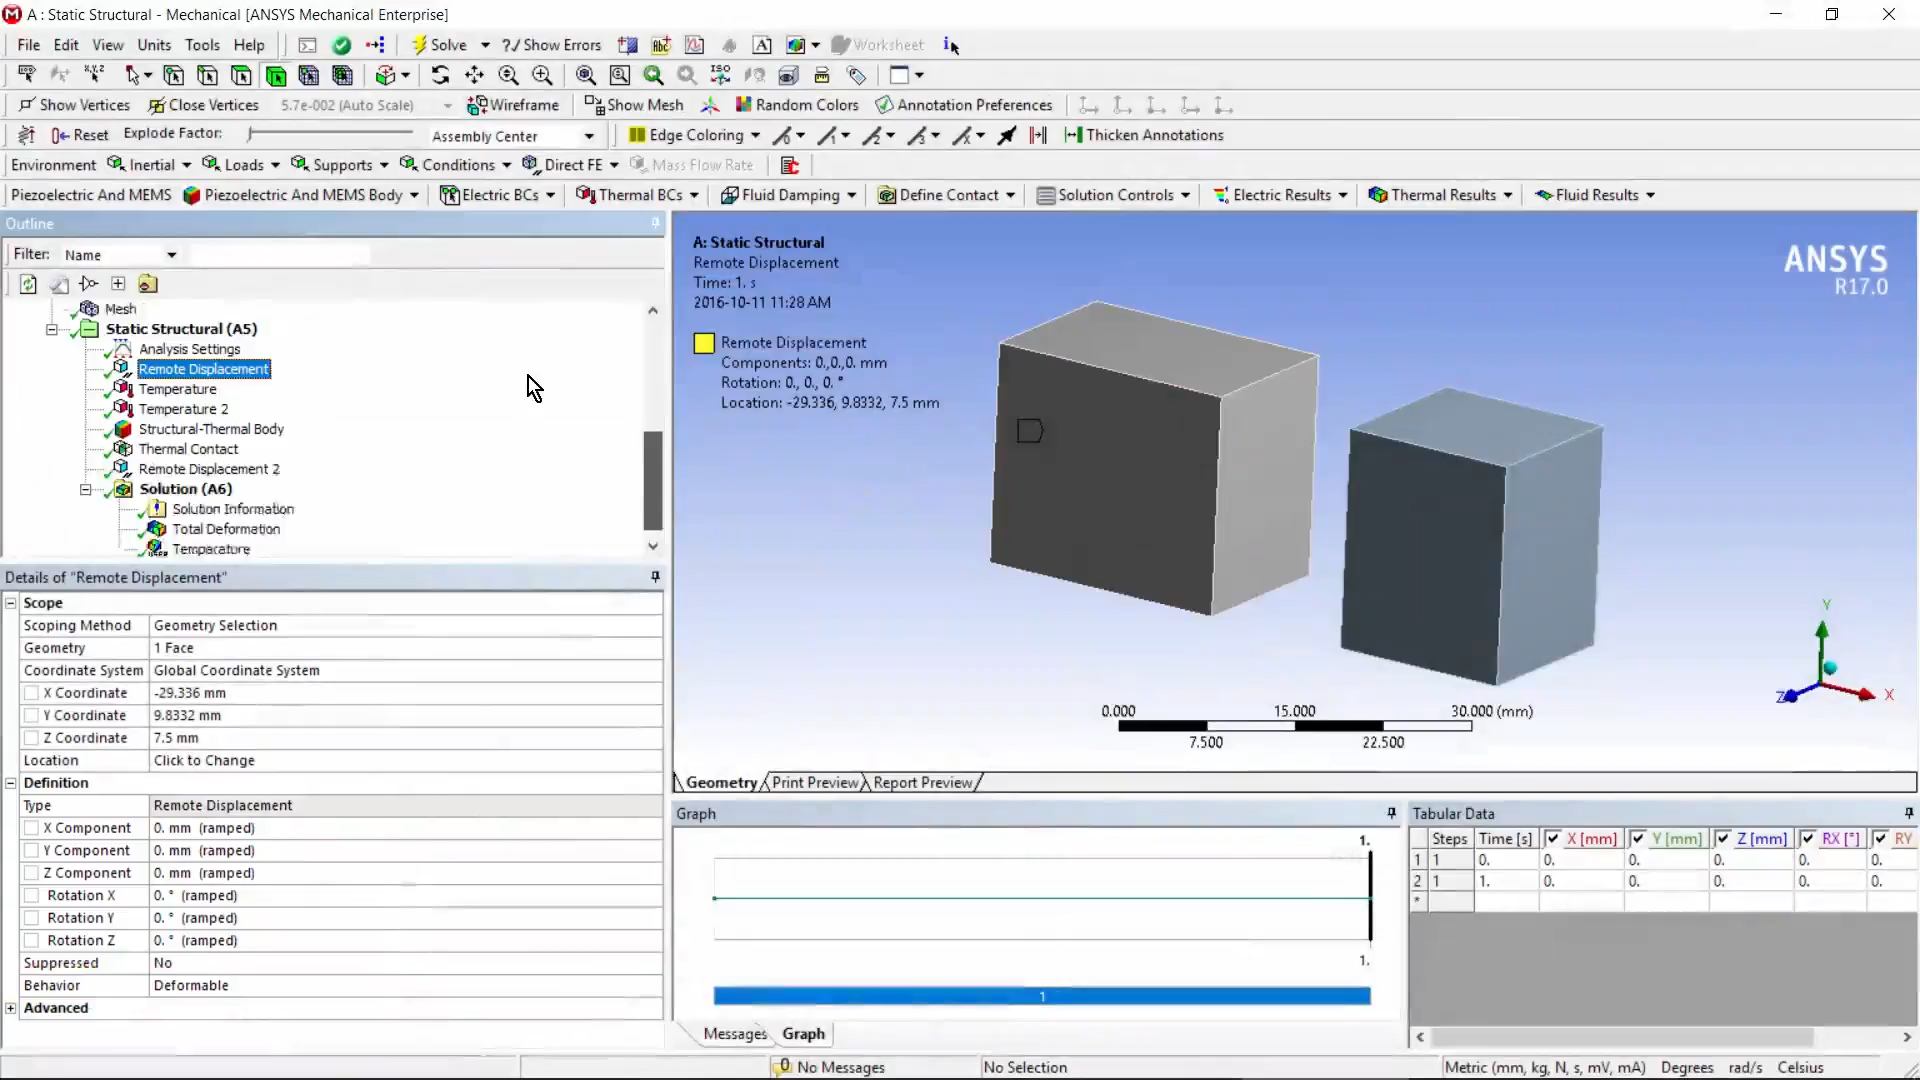 A : Static Structural - Mechanical [ANSYS Mechanical Enterprise]
File Edit View Units Tools Help Solve ?/ Show Errors Worksheet
Show Vertices Close Vertices 5.7e-002 (Auto Scale) Wireframe Show Mesh Random Colors Annotation Preferences
Reset Explode Factor: Assembly Center Edge Coloring Thicken Annotations
Environment Inertial Loads Supports Conditions Direct FE Mass Flow Rate
Piezoelectric And MEMS Piezoelectric And MEMS Body Electric BCs Thermal BCs Fluid Damping Define Contact Solution Controls Electric Results Thermal Results Fluid Results
Outline
Filter: Name
Mesh
Static Structural (A5)
Analysis Settings
Remote Displacement
Temperature
Temperature 2
Structural-Thermal Body
Thermal Contact
Remote Displacement 2
Solution (A6)
Solution Information
Total Deformation
Details of "Remote Displacement"
Scope
Scoping Method Geometry Selection
Geometry 1 Face
Coordinate System Global Coordinate System
X Coordinate -29.336 mm
Y Coordinate 9.8332 mm
Z Coordinate 7.5 mm
Location Click to Change
Definition
Type Remote Displacement
X Component 0. mm (ramped)
Y Component 0. mm (ramped)
Z Component 0. mm (ramped)
Rotation X 0. ° (ramped)
Rotation Y 0. ° (ramped)
Rotation Z 0. ° (ramped)
Suppressed No
Behavior Deformable
Advanced
A: Static Structural
Remote Displacement
Time: 1. s
2016-10-11 11:28 AM
Remote Displacement
Components: 0.,0.,0. mm
Rotation: 0., 0., 0. °
Location: -29.336, 9.8332, 7.5 mm
ANSYS
R17.0
Y
Z X
0.000 15.000 30.000 (mm)
7.500 22.500
Geometry Print Preview Report Preview
Graph
1.
1.
1
Messages Graph
Tabular Data
Steps Time [s] X [mm] Y [mm] Z [mm] RX [°] RY
1 1 0. 0. 0. 0. 0. 0.
2 1 1. 0. 0. 0. 0. 0.
*
No Messages No Selection Metric (mm, kg, N, s, mV, mA) Degrees rad/s Celsius